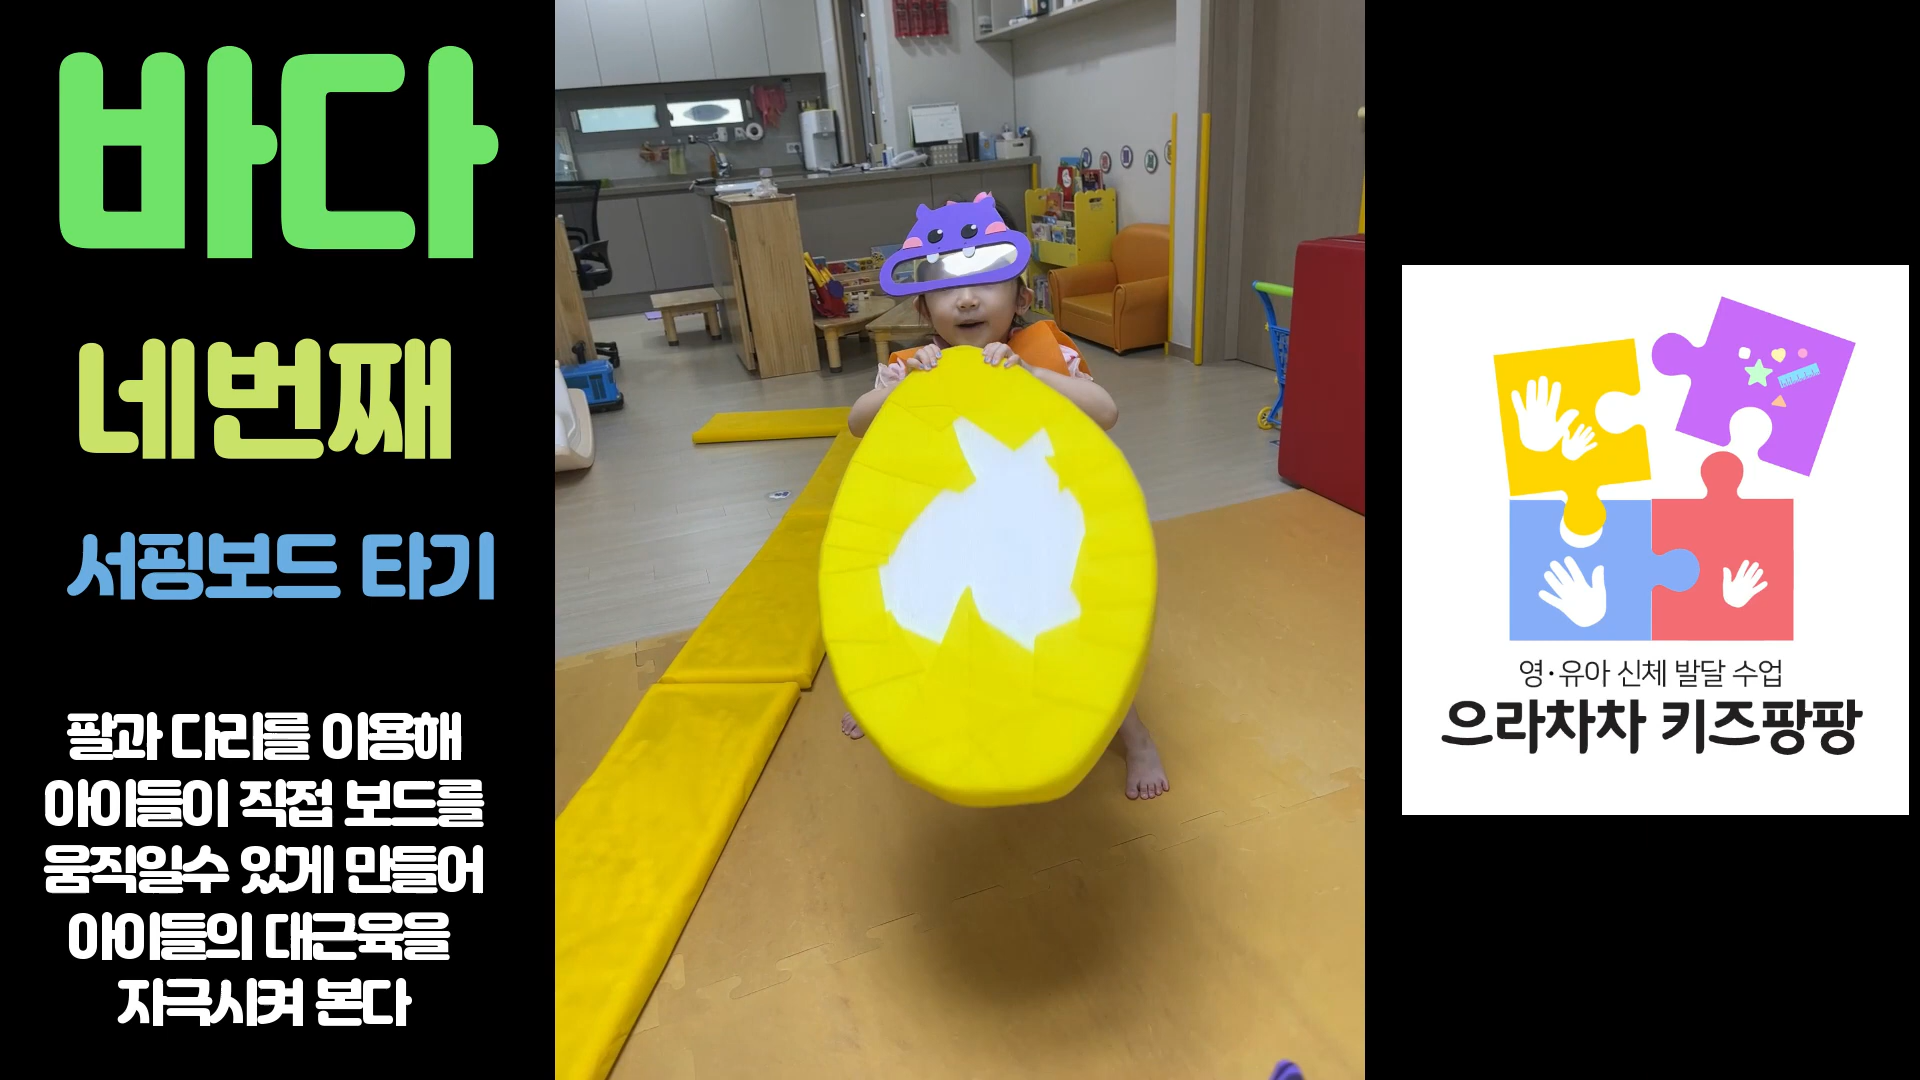 바다
네번째
서핑보드 타기
팔과 다리를 이용해
아이들이 직접 보드를
움직일수 있게 만들어
아이들의 대근육을
자극시켜 본다
영·유아 신체 발달 수업
으라차차 키즈팡팡